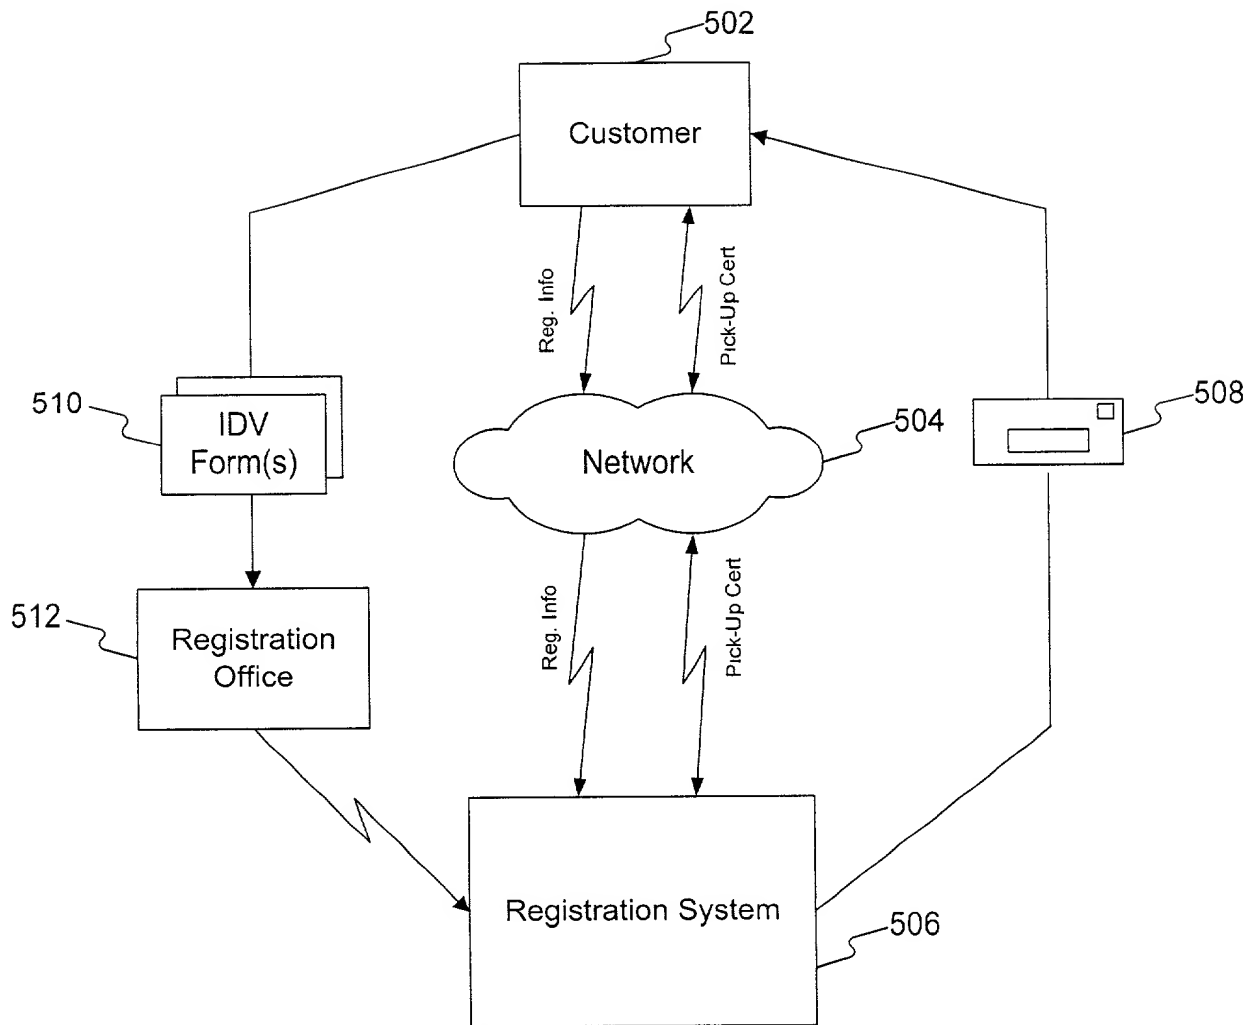 502
Customer
Reg. Info
Pick-Up Cert
510
IDV
Form(s)
Network
504
508
512
Registration
Office
Reg. Info
Pick-Up Cert
Registration System
506